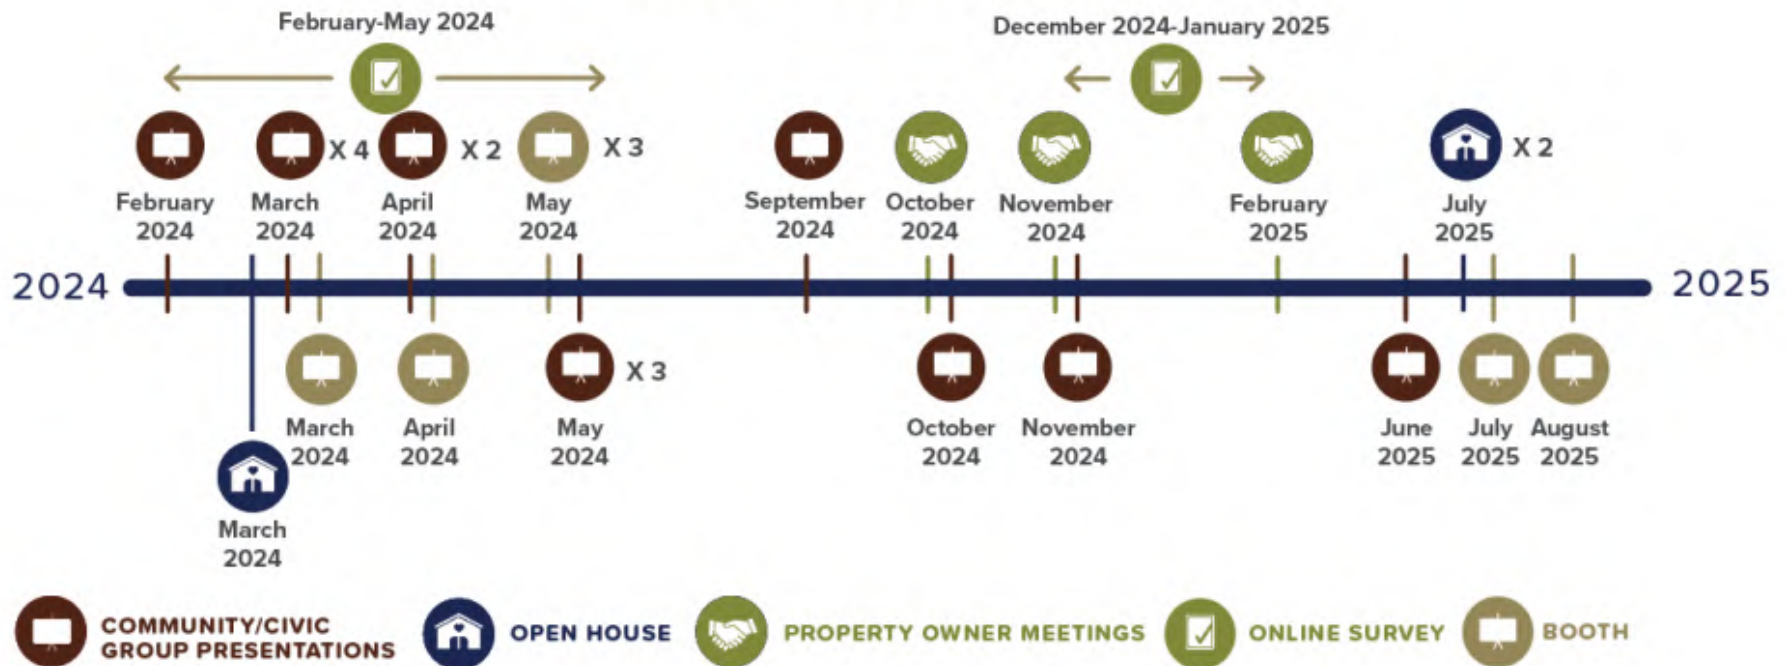 February-May 2024
December 2024-January 2025
X 4
X 2
X 3
X 2
February
2024
March
2024
April
2024
May
2024
September
2024
October
2024
November
2024
February
2025
July
2025
2024
2025
X 3
March
2024
April
2024
May
2024
October
2024
November
2024
June
2025
July
2025
August
2025
March
2024
COMMUNITY/CIVIC
GROUP PRESENTATIONS
OPEN HOUSE
PROPERTY OWNER MEETINGS
ONLINE SURVEY
BOOTH